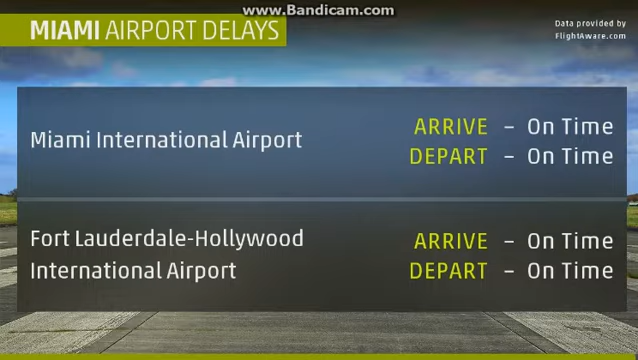 www.Bandicam.com
MIAMI AIRPORT DELAYS
Data provided by
FlightAware.com
Miami International Airport
ARRIVE – On Time
DEPART – On Time
Fort Lauderdale-Hollywood
International Airport
ARRIVE – On Time
DEPART – On Time